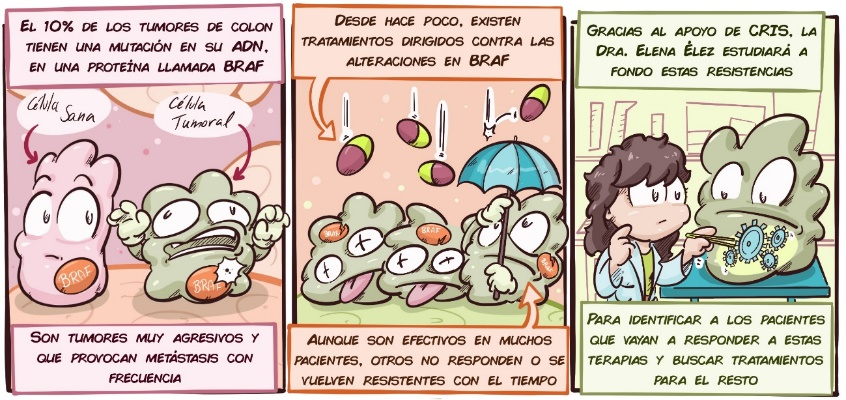 El 10% de los tumores de colon
tienen una mutación en su ADN,
en una proteína llamada BRAF
Célula
Sana
Célula
Tumoral
BRAF
BRAF
Son tumores muy agresivos y
que provocan metástasis con
frecuencia
Desde hace poco, existen
tratamientos dirigidos contra las
alteraciones en BRAF
BRAF
BRAF
BRAF
Aunque son efectivos en muchos
pacientes, otros no responden o se
vuelven resistentes con el tiempo
Gracias al apoyo de CRIS, la
Dra. Elena Élez estudiará a
fondo estas resistencias
Para identificar a los pacientes
que vayan a responder a estas
terapias y buscar tratamientos
para el resto